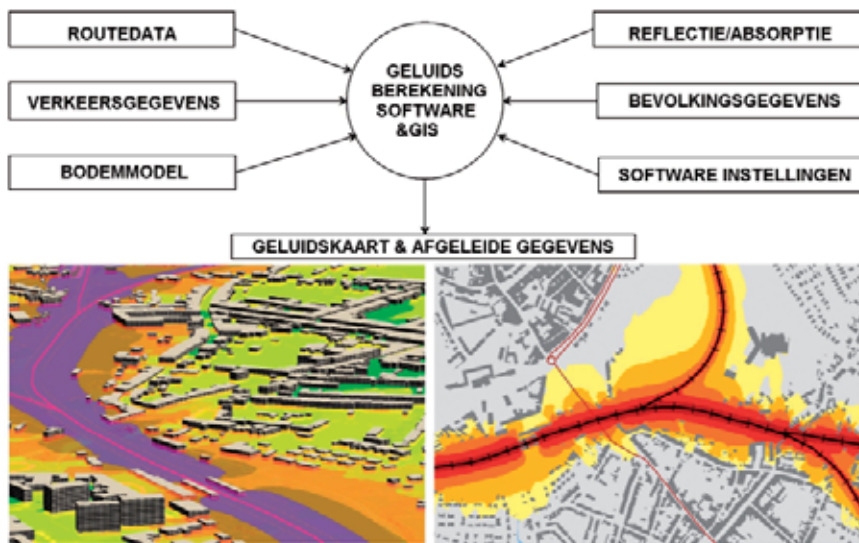 ROUTEDATA
VERKEERSGEGEVENS
BODEMMODEL
GELUIDS
BEREKENING
SOFTWARE
&GIS
REFLECTIE/ABSORPTIE
BEVOLKINGSGEGEVENS
SOFTWARE INSTELLINGEN
GELUIDSKAART & AFGELEIDE GEGEVENS